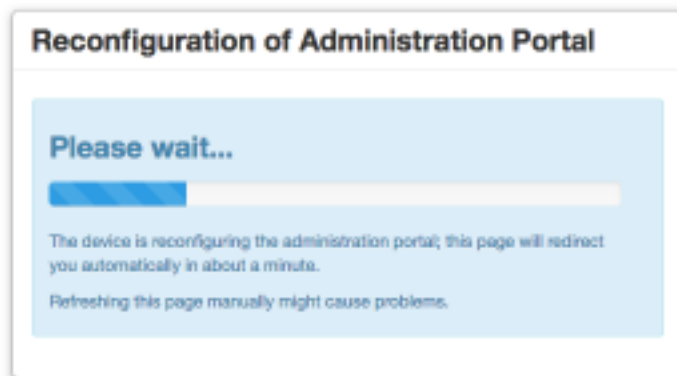 Reconfiguration of Administration Portal
Please wait...
The device is reconfiguring the administration portal; this page will redirect
you automatically in about a minute.
Refreshing this page manually might cause problems.